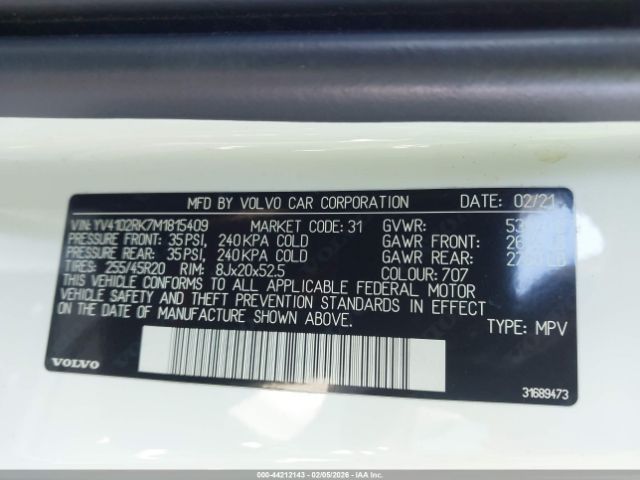 MFD BY VOLVO CAR CORPORATION DATE: 02/21
VIN: YV4102RK7M1815409 MARKET CODE: 31 GVWR:
PRESSURE FRONT: 35PSI, 240KPA COLD GAWR FRONT:
PRESSURE REAR: 35PSI, 240KPA COLD GAWR REAR:
TIRES: 255/45R20 RIM: 8Jx20x52.5 COLOUR: 707
THIS VEHICLE CONFORMS TO ALL APPLICABLE FEDERAL MOTOR
VEHICLE SAFETY AND THEFT PREVENTION STANDARDS IN EFFECT
ON THE DATE OF MANUFACTURE SHOWN ABOVE.
TYPE: MPV
VOLVO
31689473
000-44212143 - 02/05/2026 - IAAI.COM